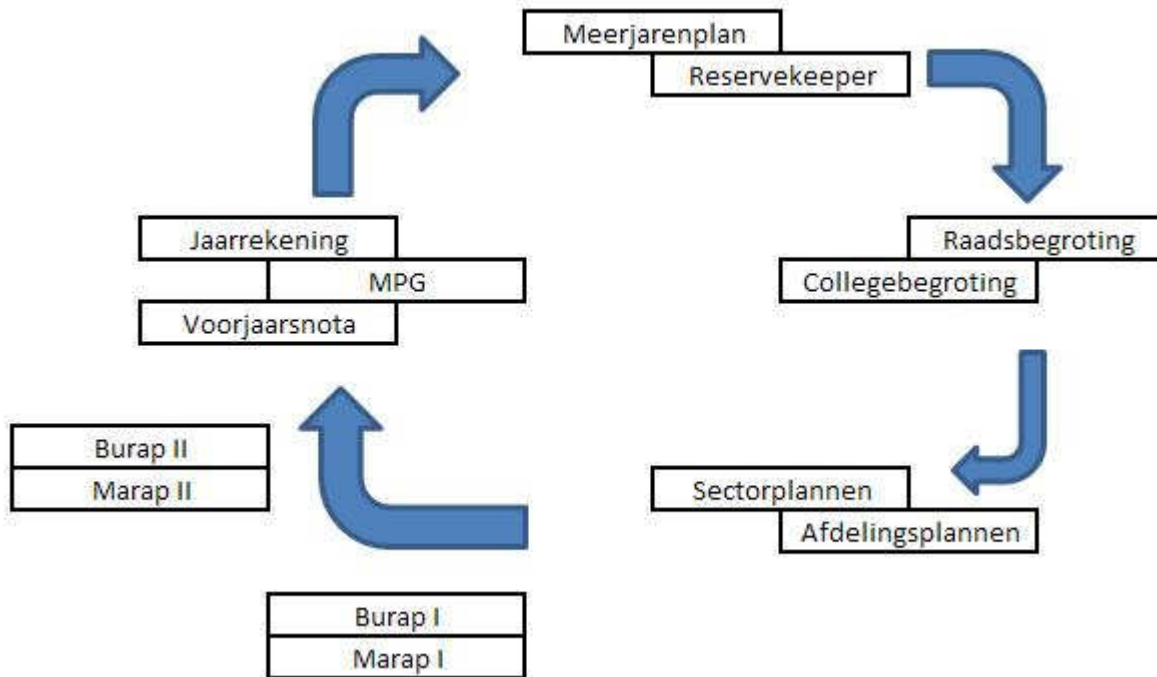 Meerjarenplan
Reservekeeper
Jaarrekening
MPG
Voorjaarsnota
Raadsbegroting
Collegebegroting
Burap II
Marap II
Sectorplannen
Afdelingsplannen
Burap I
Marap I